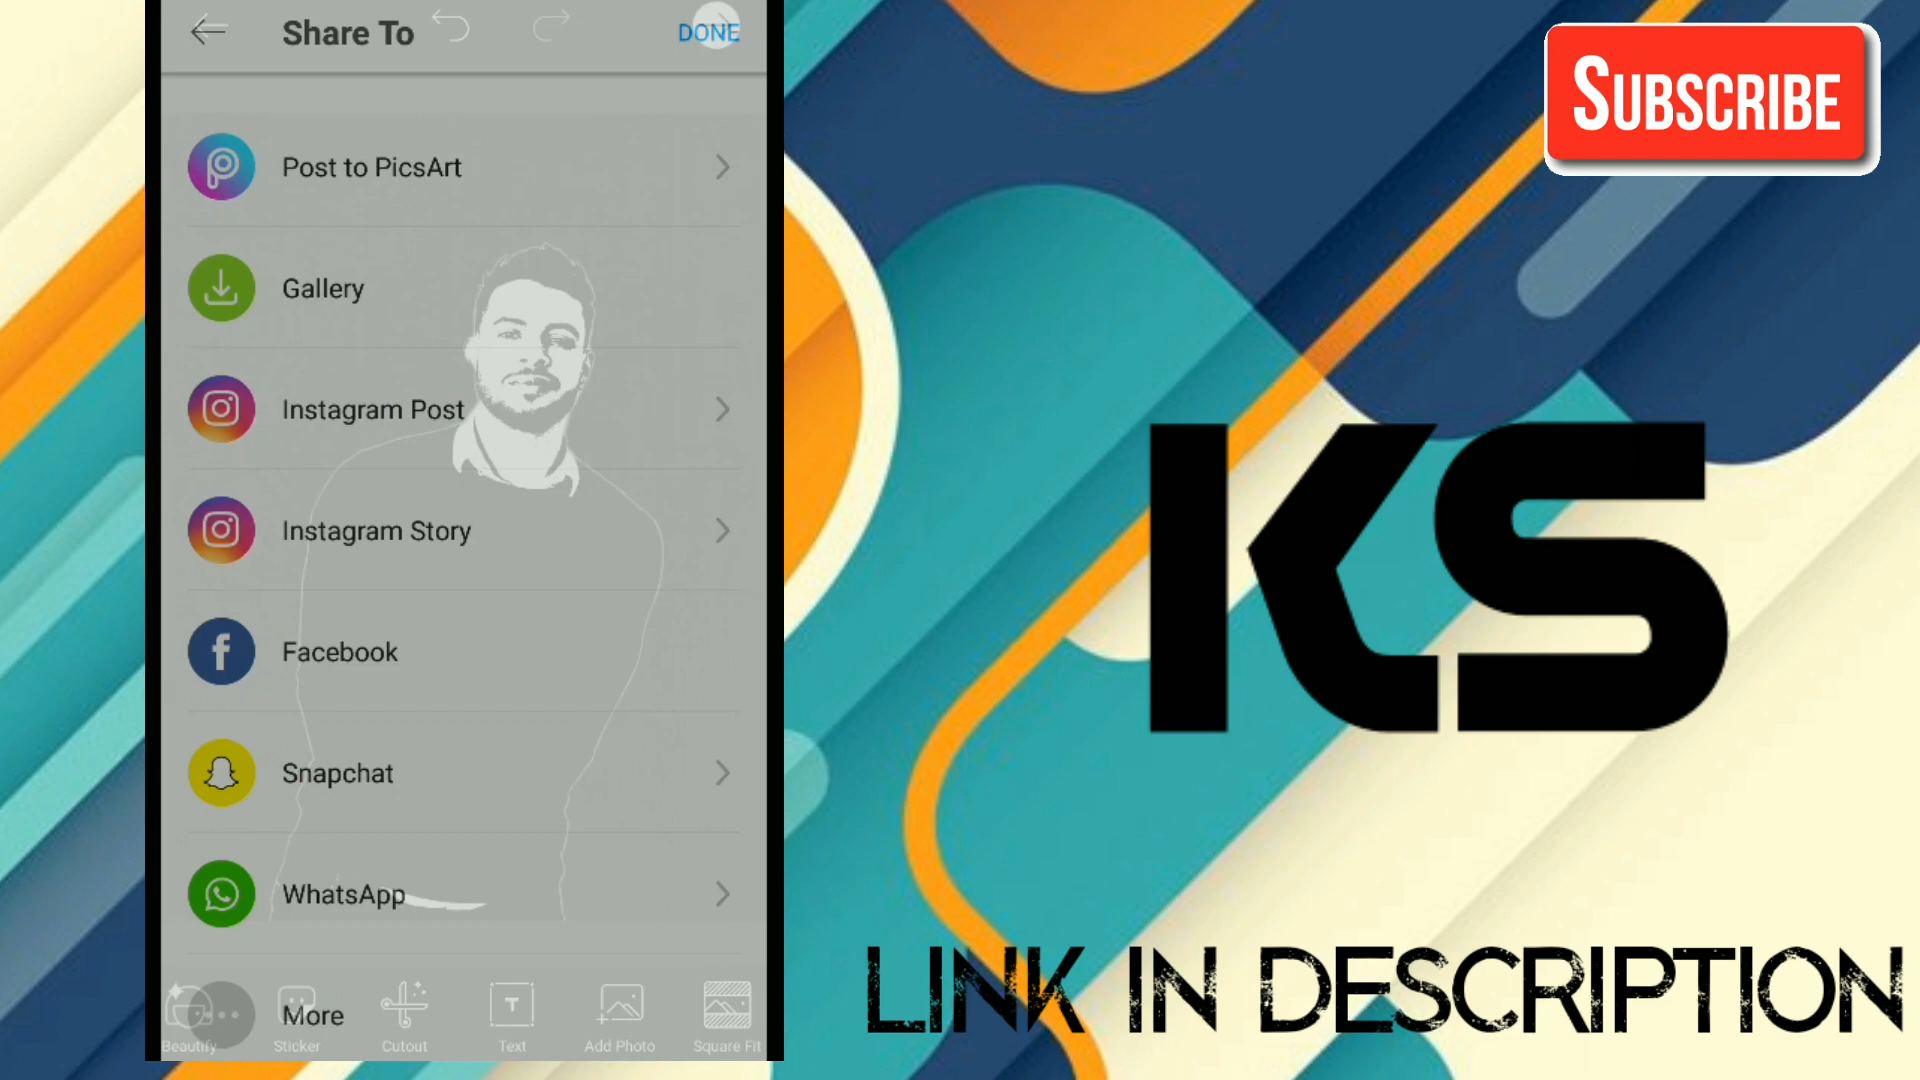 Share To
DONE
Post to PicsArt
Gallery
Instagram Post
Instagram Story
Facebook
Snapchat
WhatsApp
More
Beautify
Sticker
Cutout
Text
Add Photo
Square Fit
SUBSCRIBE
KS
LINK IN DESCRIPTION